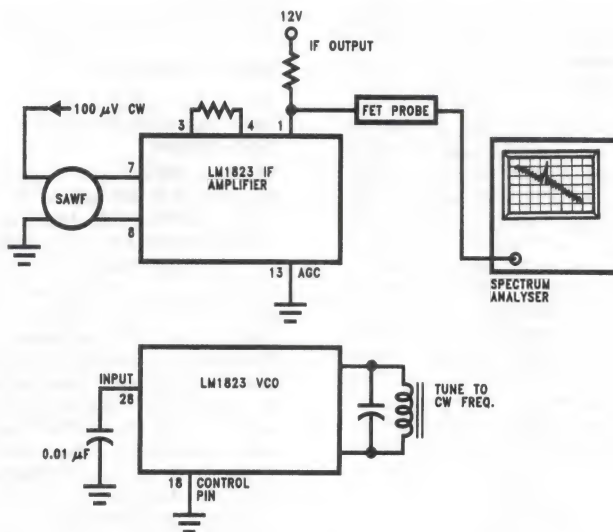 12V
IF OUTPUT
100 μV CW
3
4
1
FET PROBE
7
LM1823 IF
AMPLIFIER
SAWF
8
13
AGC
SPECTRUM
ANALYSER
INPUT
28
LM1823 VCO
TUNE TO
CW FREQ.
0.01 μF
18
CONTROL
PIN